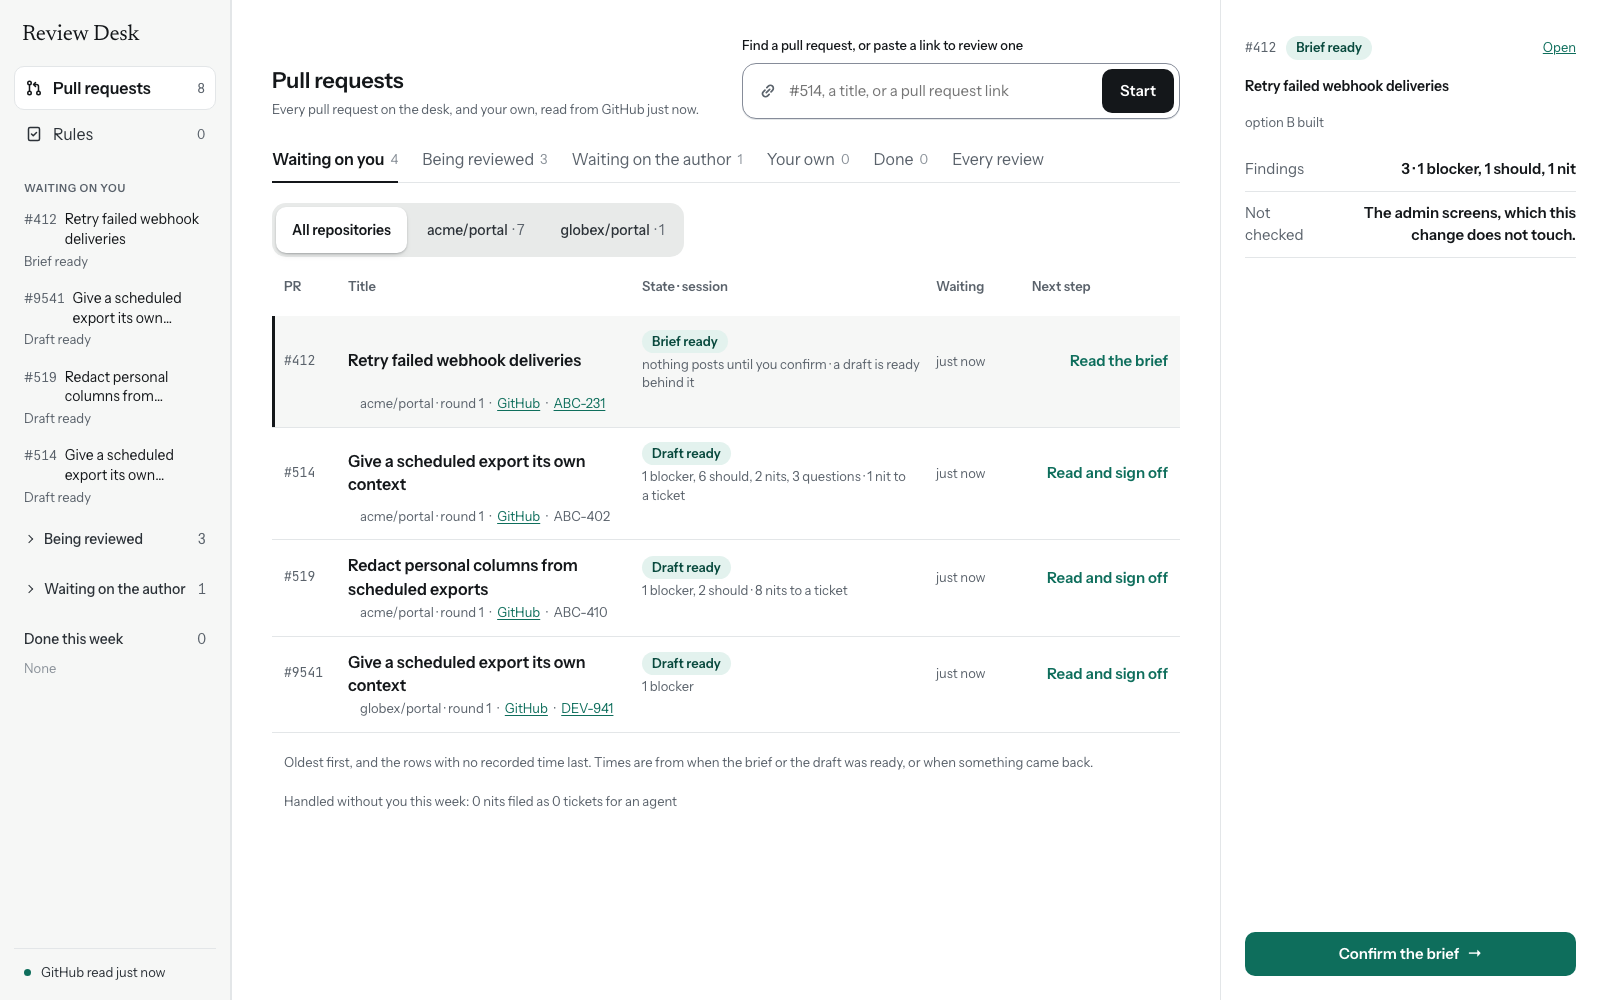 Review Desk
Pull requests 8
Rules 0
WAITING ON YOU
#412 Retry failed webhook
deliveries
Brief ready
#9541 Give a scheduled
export its own...
Draft ready
#519 Redact personal
columns from...
Draft ready
#514 Give a scheduled
export its own...
Draft ready
Being reviewed 3
Waiting on the author 1
Done this week 0
None
GitHub read just now
Pull requests
Every pull request on the desk, and your own, read from GitHub just now.
Find a pull request, or paste a link to review one
#514, a title, or a pull request link
Start
Waiting on you 4 Being reviewed 3 Waiting on the author 1 Your own 0 Done 0 Every review
All repositories acme/portal · 7 globex/portal · 1
PR Title State · session Waiting Next step
#412 Retry failed webhook deliveries
acme/portal · round 1 · GitHub · ABC-231
Brief ready
nothing posts until you confirm · a draft is ready
behind it
just now
Read the brief
#514 Give a scheduled export its own
context
acme/portal · round 1 · GitHub · ABC-402
Draft ready
1 blocker, 6 should, 2 nits, 3 questions · 1 nit to
a ticket
just now
Read and sign off
#519 Redact personal columns from
scheduled exports
acme/portal · round 1 · GitHub · ABC-410
Draft ready
1 blocker, 2 should · 8 nits to a ticket
just now
Read and sign off
#9541 Give a scheduled export its own
context
globex/portal · round 1 · GitHub · DEV-941
Draft ready
1 blocker
just now
Read and sign off
Oldest first, and the rows with no recorded time last. Times are from when the brief or the draft was ready, or when something came back.
Handled without you this week: 0 nits filed as 0 tickets for an agent
#412 Brief ready Open
Retry failed webhook deliveries
option B built
Findings 3 · 1 blocker, 1 should, 1 nit
Not
checked
The admin screens, which this
change does not touch.
Confirm the brief →